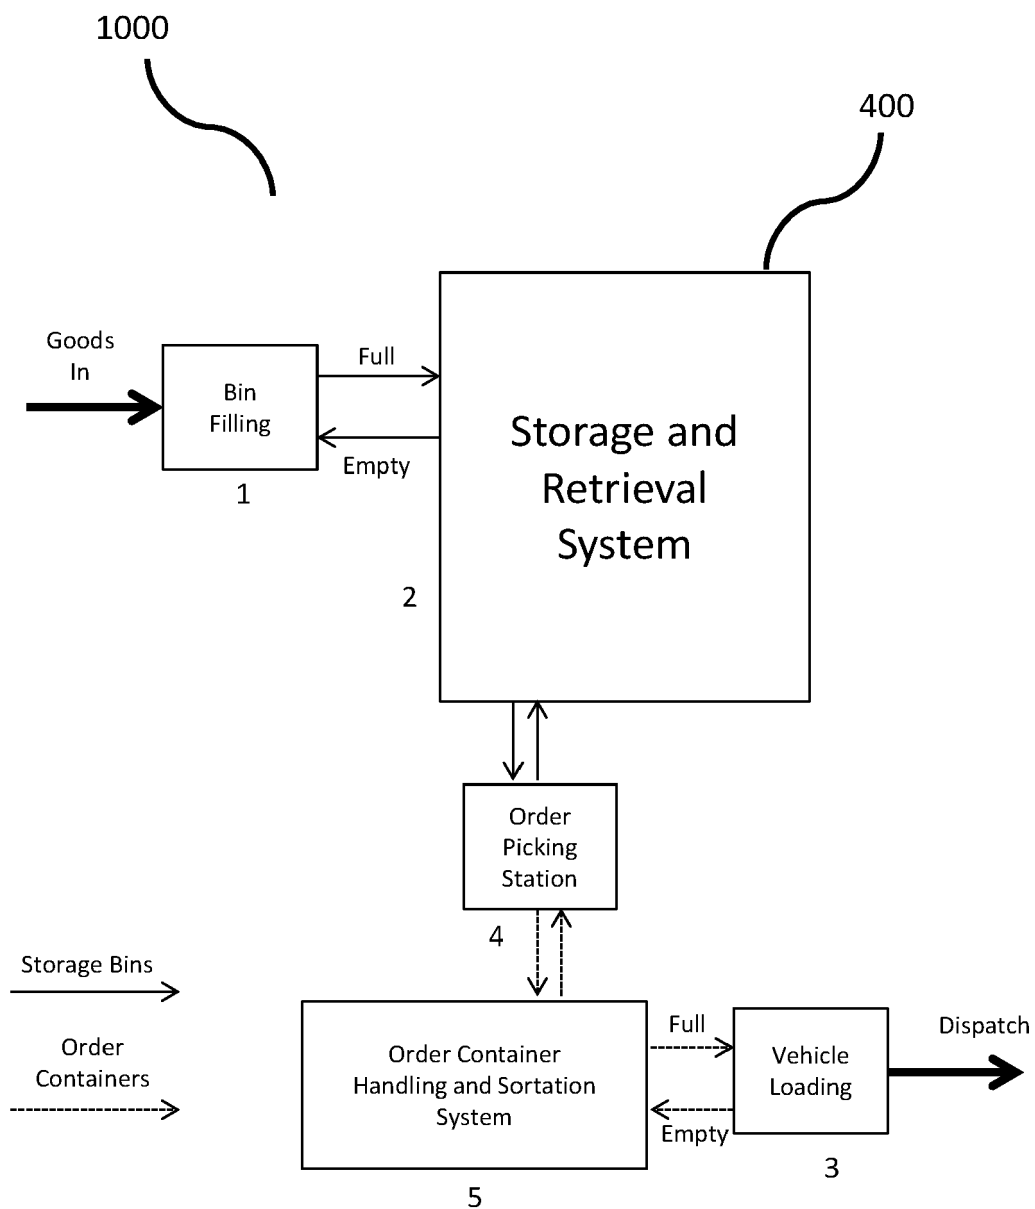 1000
400
Goods
In
Bin
Filling
Full
Empty
1
Storage and
Retrieval
System
2
Order
Picking
Station
4
Storage Bins
Order
Containers
Order Container
Handling and Sortation
System
5
Full
Empty
Vehicle
Loading
3
Dispatch